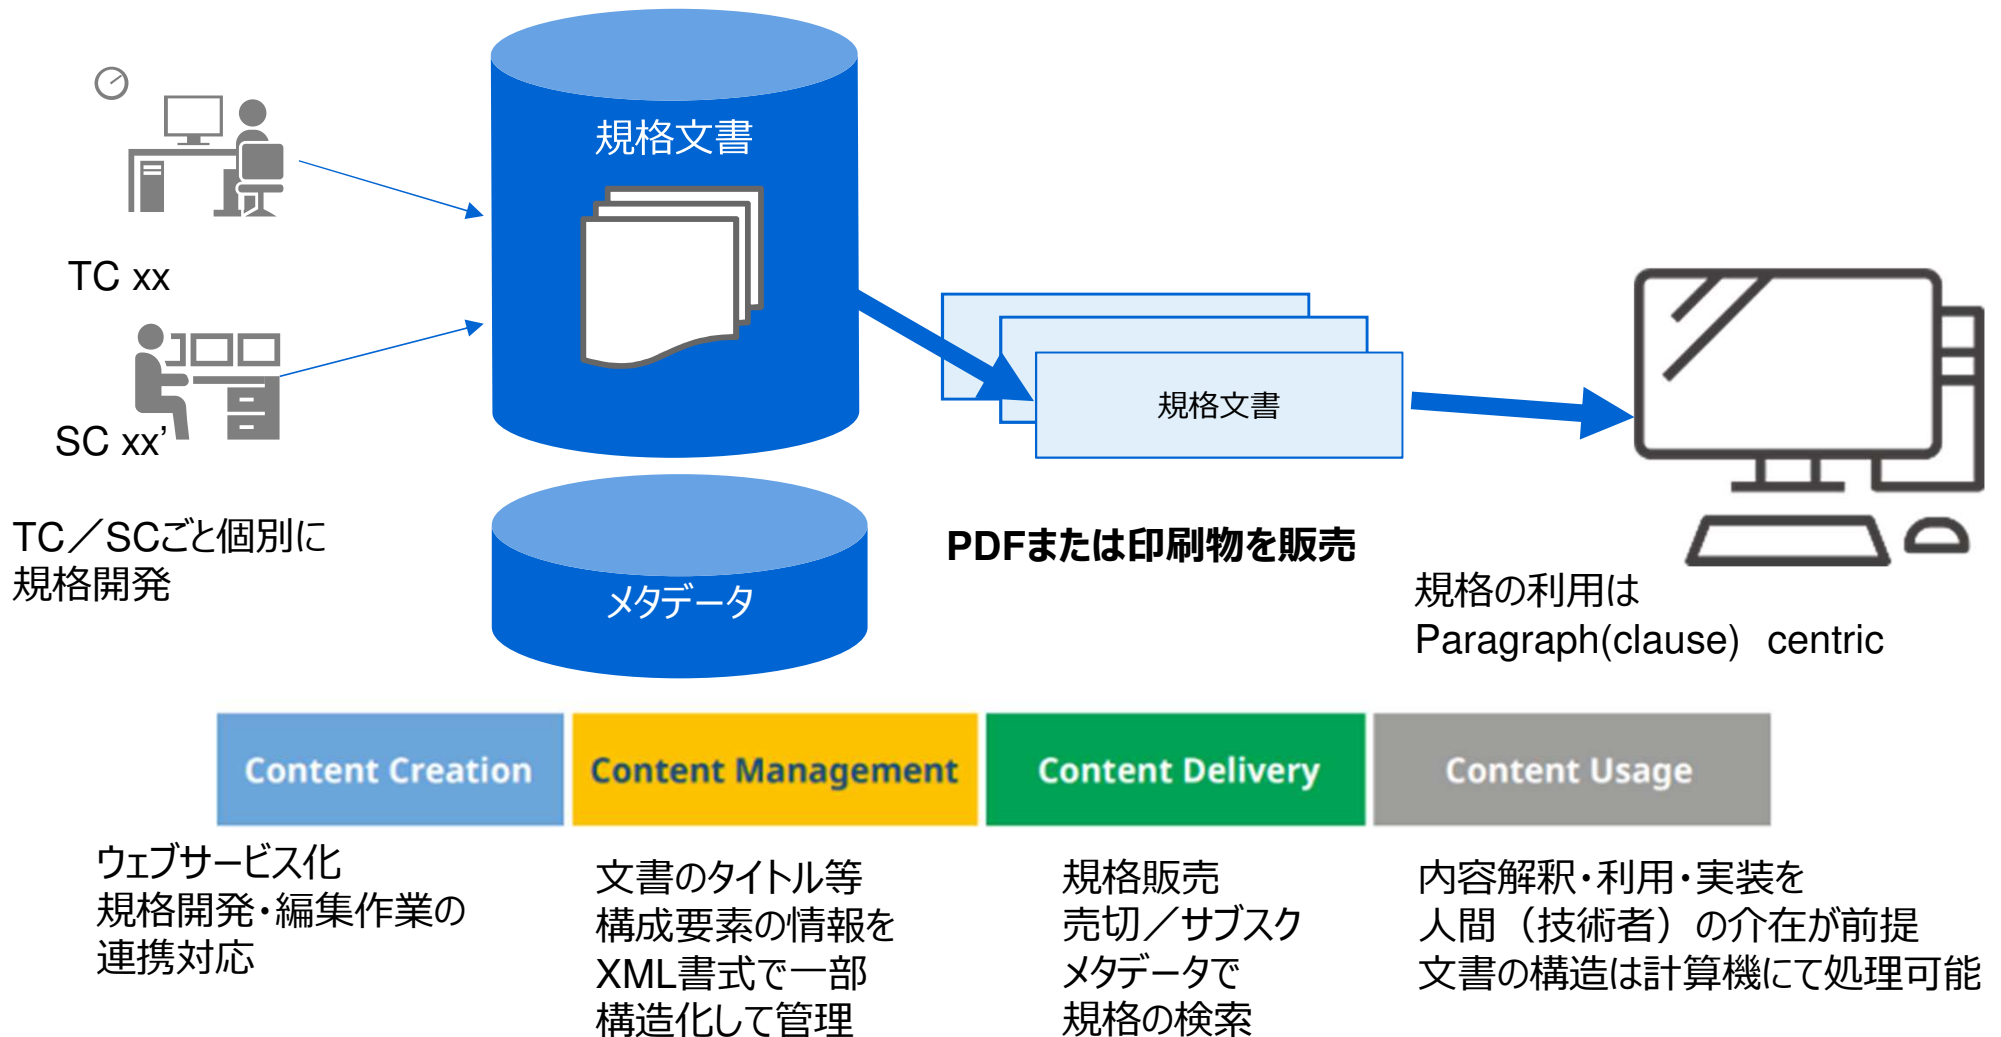 規格文書
TC xx
SC xx’
TC／SCごと個別に
規格開発
メタデータ
規格文書
PDFまたは印刷物を販売
規格の利用は
Paragraph(clause) centric
Content Creation
Content Management
Content Delivery
Content Usage
ウェブサービス化
規格開発・編集作業の
連携対応
文書のタイトル等
構成要素の情報を
XML書式で一部
構造化して管理
規格販売
売切／サブスク
メタデータで
規格の検索
内容解釈・利用・実装を
人間（技術者）の介在が前提
文書の構造は計算機にて処理可能